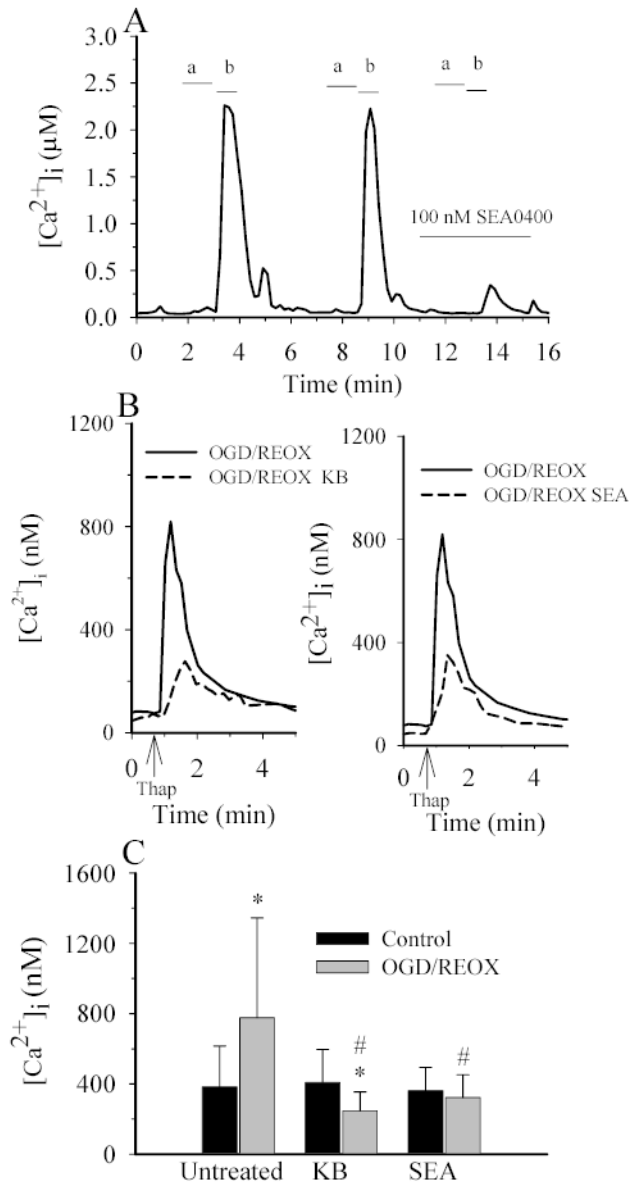 A
3.0
2.5
2.0
1.5
1.0
0.5
0.0
[Ca2+]i (μM)
a b a b a b
100 nM SEA0400
0 2 4 6 8 10 12 14 16
Time (min)
B
1200
800
400
0
[Ca2+]i (nM)
OGD/REOX
OGD/REOX KB
0 2 4
Thap
Time (min)
1200
800
400
0
[Ca2+]i (nM)
OGD/REOX
OGD/REOX SEA
0 2 4
Thap
Time (min)
C
1600
1200
800
400
0
[Ca2+]i (nM)
Control
OGD/REOX
*
#
*
#
Untreated KB SEA